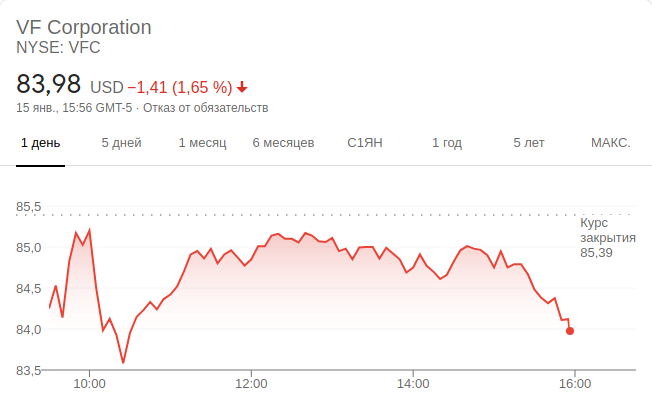 VF Corporation
NYSE: VFC
83,98 USD −1,41 (1,65 %)
15 янв., 15:56 GMT-5 · Отказ от обязательств
1 день 5 дней 1 месяц 6 месяцев С1ЯН 1 год 5 лет МАКС.
85,5
Курс
закрытия
85,39
85,0
84,5
84,0
83,5
10:00 12:00 14:00 16:00